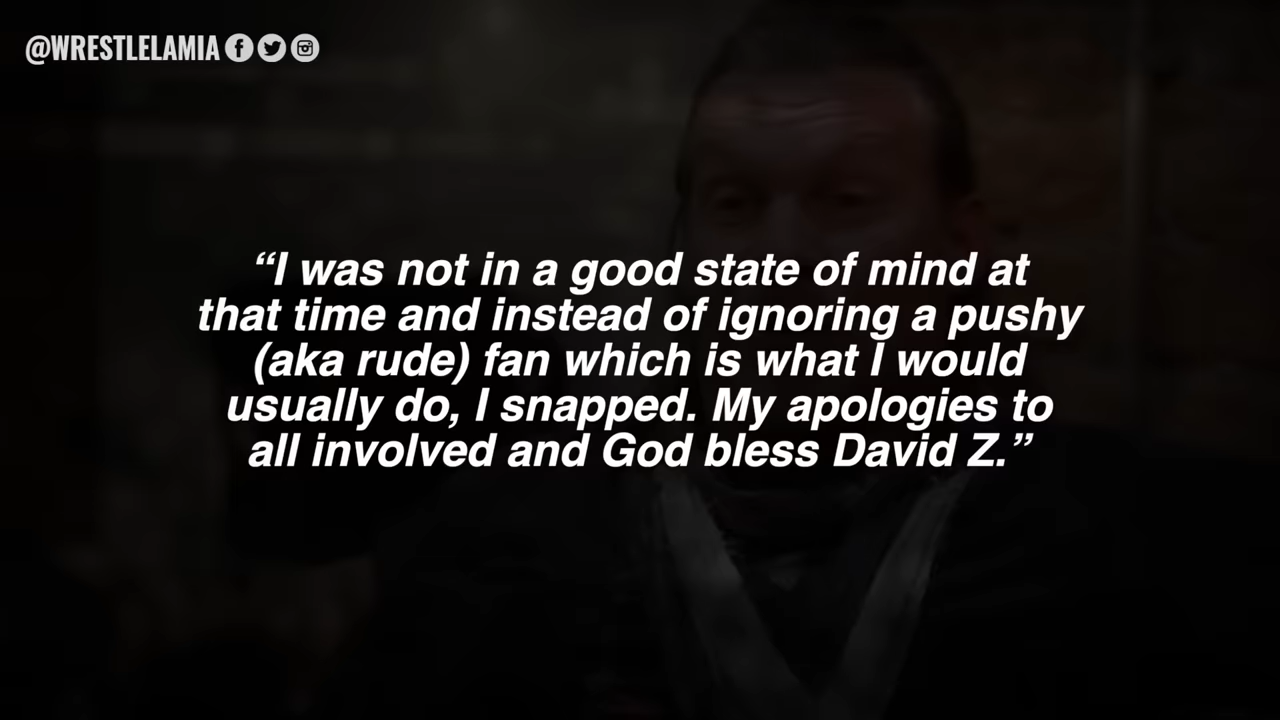 @WRESTLELAMIA
“I was not in a good state of mind at
that time and instead of ignoring a pushy
(aka rude) fan which is what I would
usually do, I snapped. My apologies to
all involved and God bless David Z.”